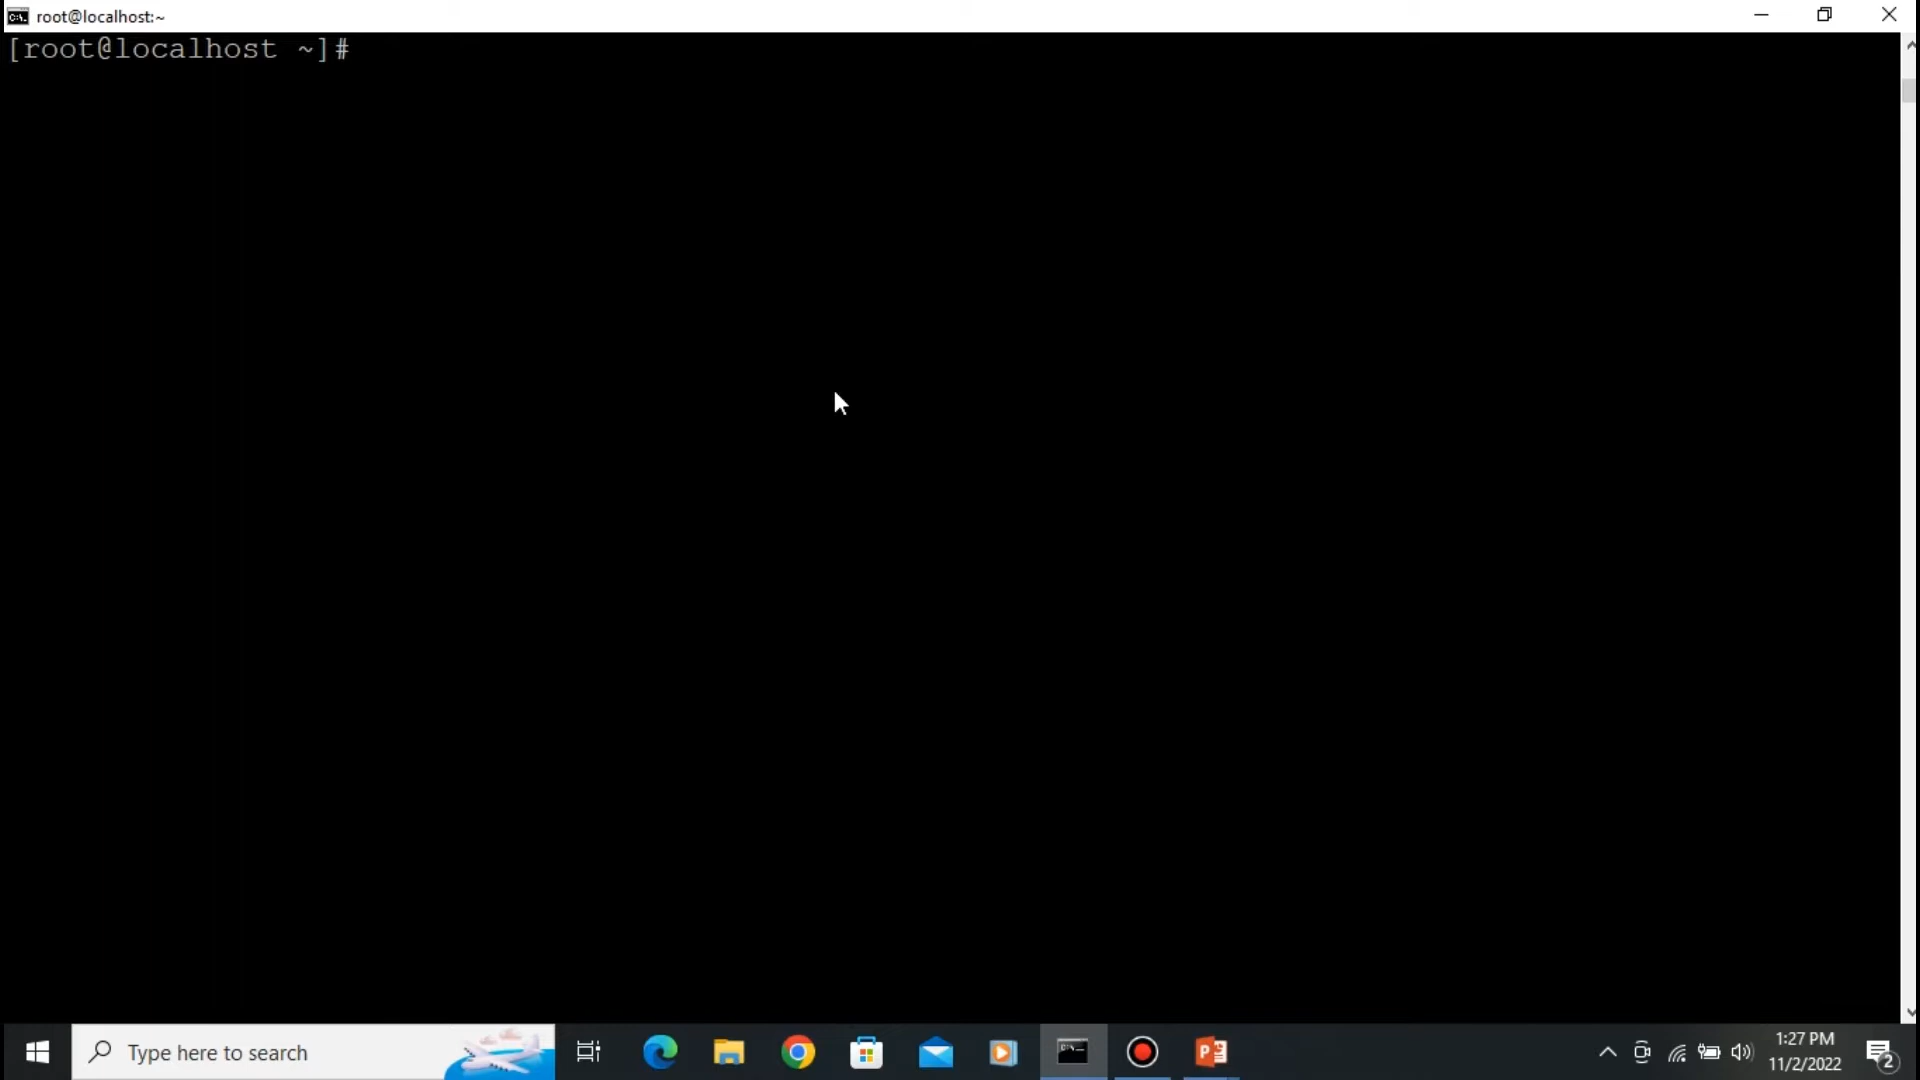 root@localhost:~
[root@localhost ~]#
Type here to search
1:27 PM
11/2/2022
2